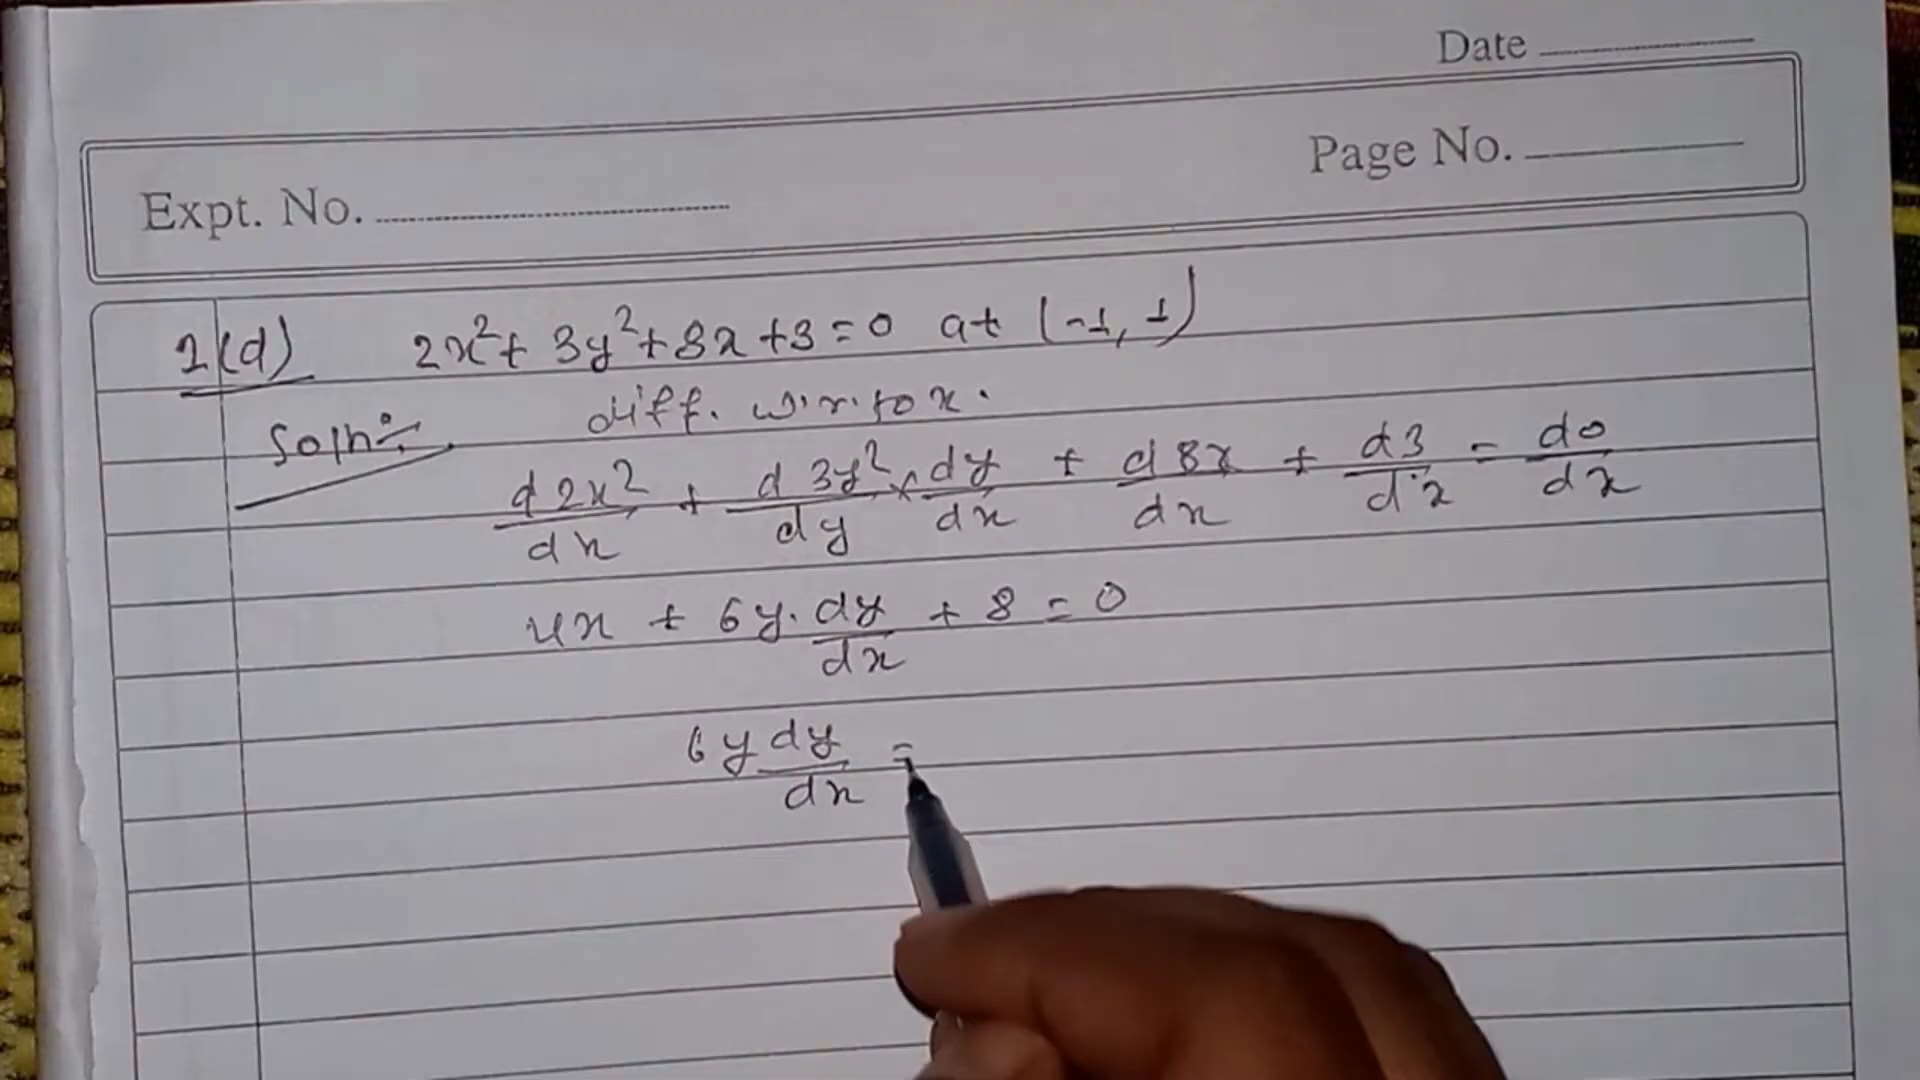 Date
Page No.
Expt. No.
1(d) 2x²+ 3y²+8x+3=0 at (-1, 1)
diff. w.r.to x.
Soln:-
d2x²/dx + d3y²/dy × dy/dx + d8x/dx + d3/dx = d0/dx
4x + 6y. dy/dx + 8 = 0
6y dy/dx =